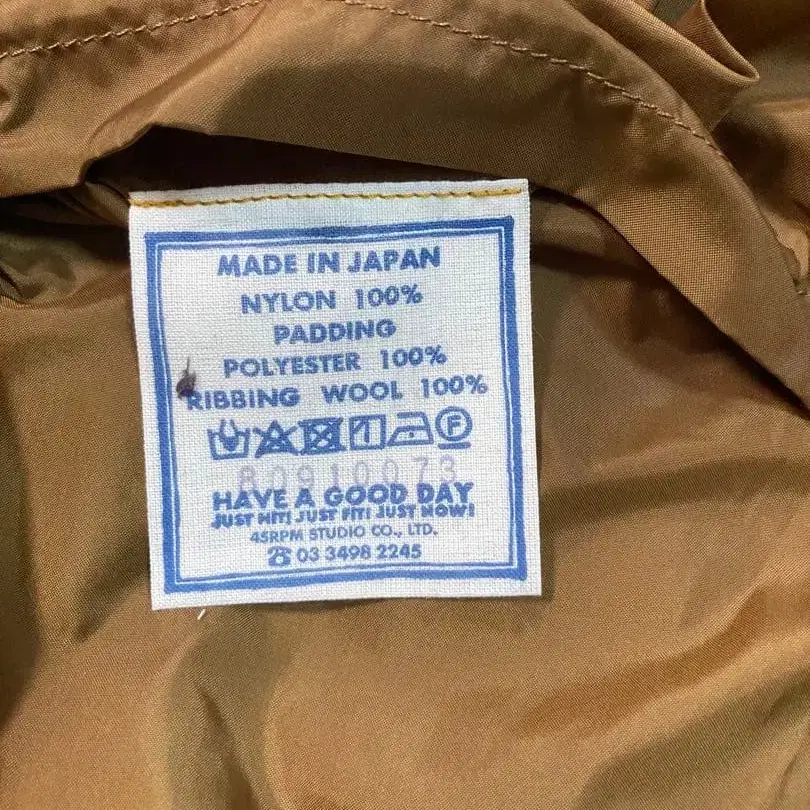 MADE IN JAPAN
NYLON 100%
PADDING
POLYESTER 100%
RIBBING WOOL 100%
F
80910073
HAVE A GOOD DAY
JUST HIT! JUST FIT! JUST NOW!
45RPM STUDIO CO., LTD.
☎ 03 3498 2245